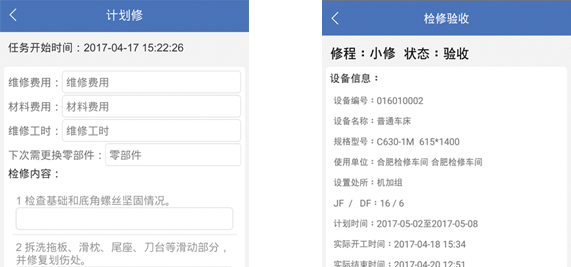 计划修
任务开始时间：2017-04-17 15:22:26
维修费用： 维修费用
材料费用： 材料费用
维修工时： 维修工时
下次需更换零部件： 零部件
检修内容：
1 检查基础和底角螺丝坚固情况。
2 拆洗拖板、滑枕、尾座、刀台等滑动部分，
并修复划伤处。
检修验收
修程：小修 状态：验收
设备信息：
设备编号：016010002
设备名称：普通车床
规格型号：C630-1M 615*1400
使用单位：合肥检修车间 合肥检修车间
设置处所：机加组
JF / DF：16 / 6
计划时间：2017-05-02至2017-05-08
实际开工时间：2017-04-18 15:34
实际结束时间：2017-04-20 12:51